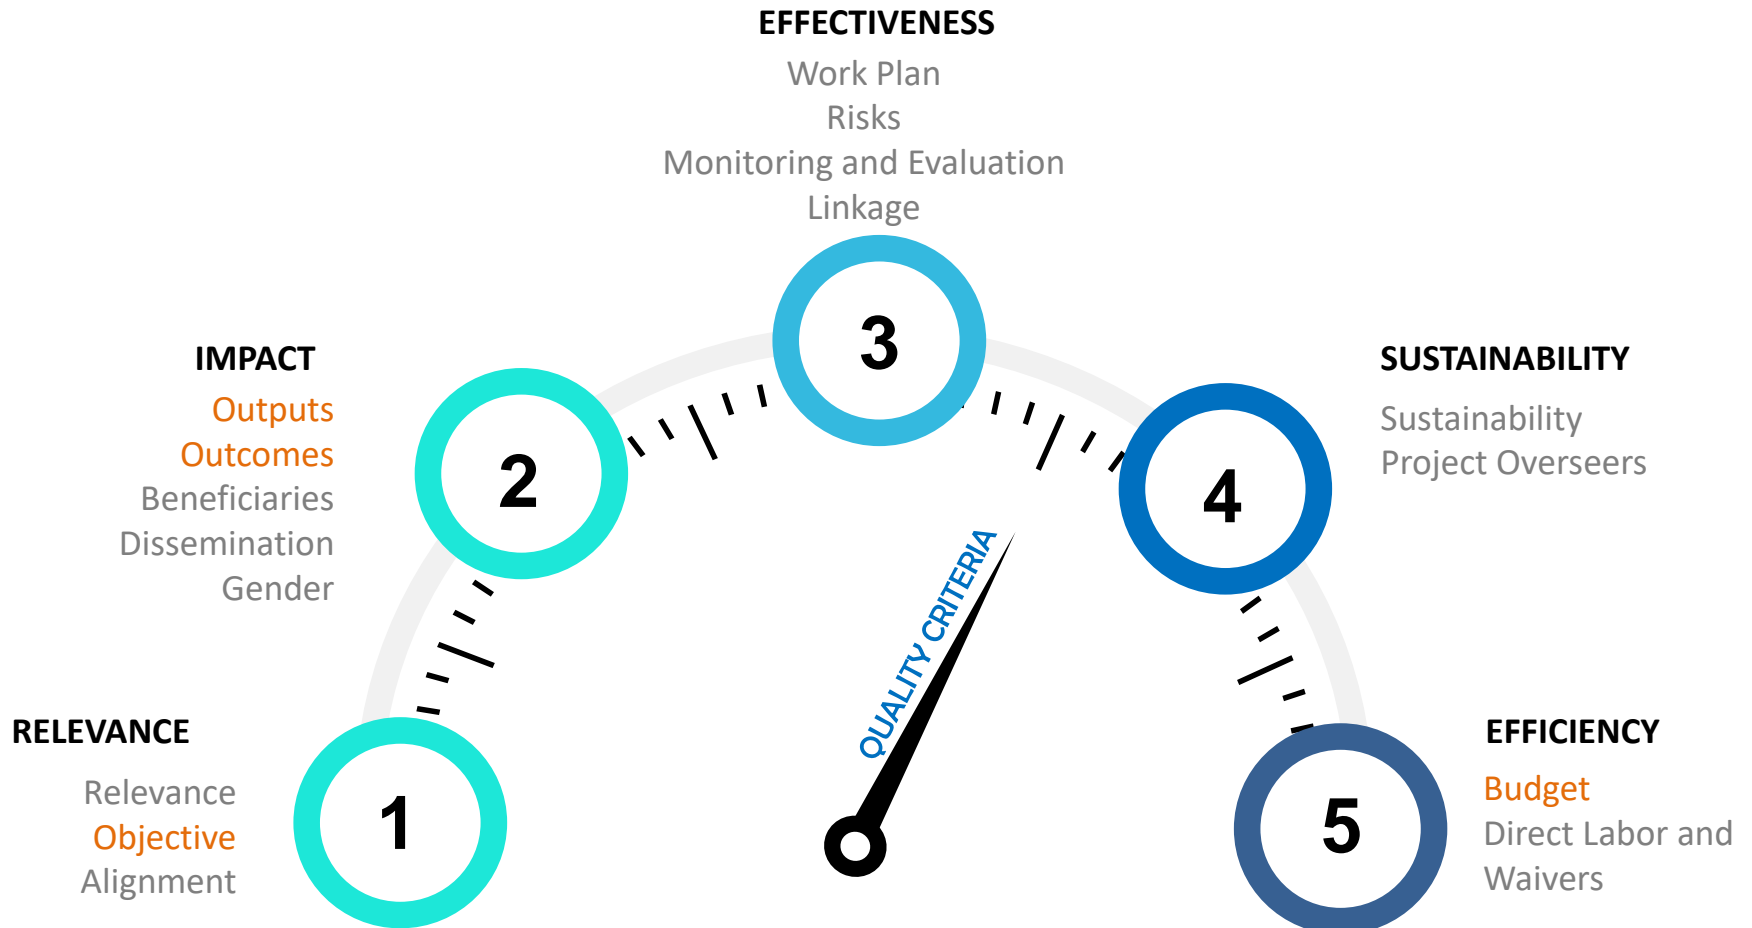 EFFECTIVENESS
Work Plan
Risks
Monitoring and Evaluation
Linkage
3
IMPACT
Outputs
Outcomes
Beneficiaries
Dissemination
Gender
2
SUSTAINABILITY
Sustainability
Project Overseers
4
QUALITY CRITERIA
RELEVANCE
Relevance
Objective
Alignment
1
EFFICIENCY
Budget
Direct Labor and
Waivers
5